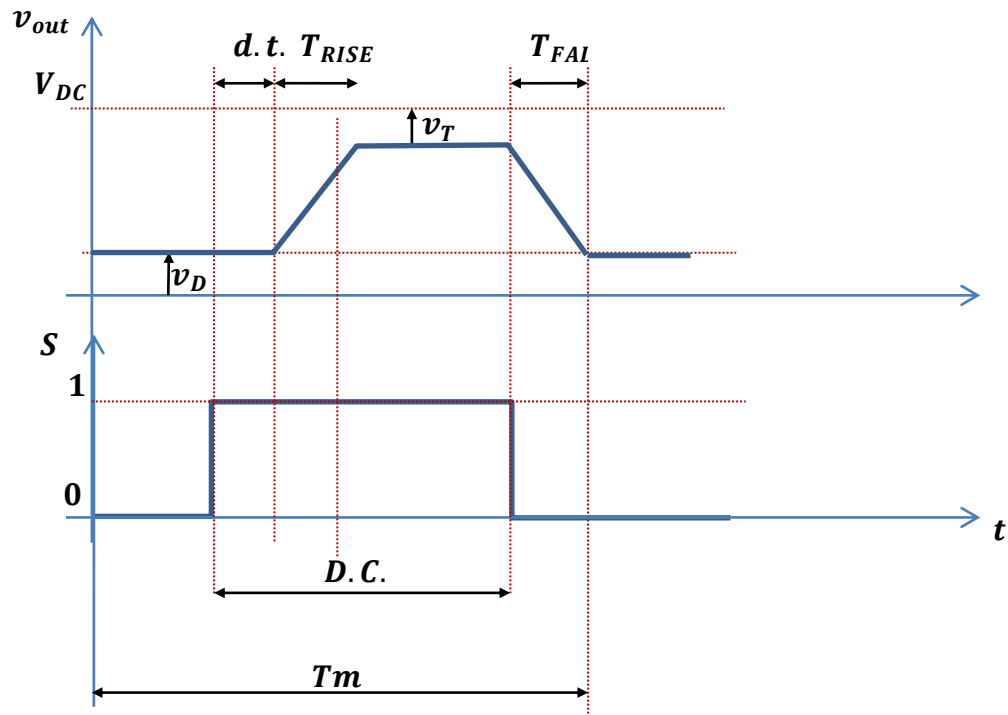 v_out
d.t. T_RISE T_FAL
V_DC
v_T
v_D
S
1
0
t
D.C.
Tm